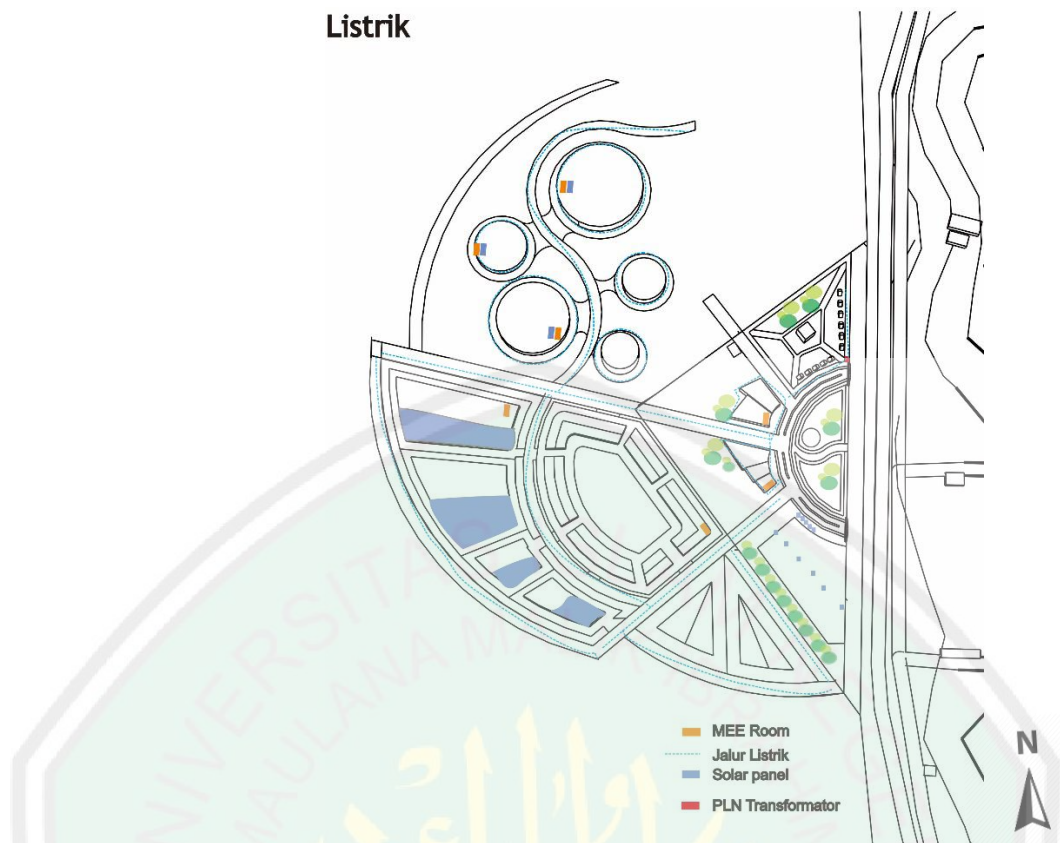 Listrik
MEE Room
Jalur Listrik
Solar panel
PLN Transformator
N